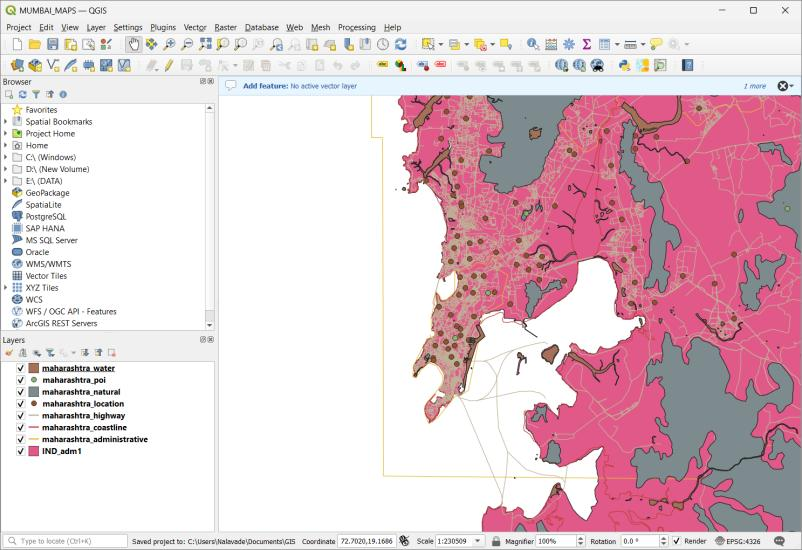 MUMBAI_MAPS — QGIS
Project Edit View Layer Settings Plugins Vector Raster Database Web Mesh Processing Help
Browser
Add feature: No active vector layer
1 more
Favorites
Spatial Bookmarks
Project Home
Home
C:\ (Windows)
D:\ (New Volume)
E:\ (DATA)
GeoPackage
SpatiaLite
PostgreSQL
SAP HANA
MS SQL Server
Oracle
WMS/WMTS
Vector Tiles
XYZ Tiles
WCS
WFS / OGC API - Features
ArcGIS REST Servers
Layers
maharashtra_water
maharashtra_poi
maharashtra_natural
maharashtra_location
maharashtra_highway
maharashtra_coastline
maharashtra_administrative
IND_adm1
Type to locate (Ctrl+K) Saved project to: C:\Users\Nalavade\Documents\GIS Coordinate 72.7020,19.1686 Scale 1:230509 Magnifier 100% Rotation 0.0 ° Render EPSG:4326